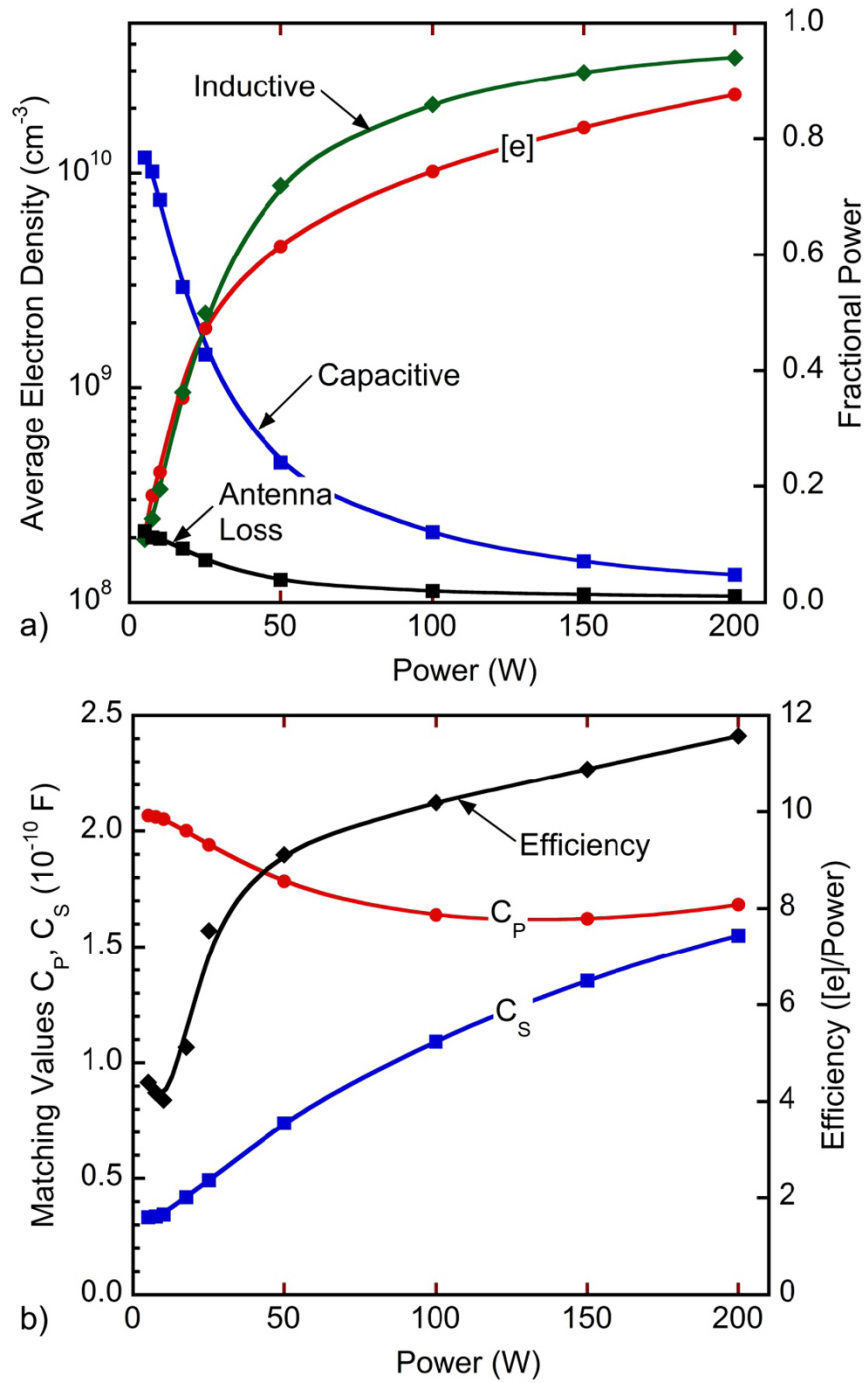 Average Electron Density (cm⁻³)
10¹⁰
10⁹
10⁸
Inductive
[e]
Capacitive
Antenna
Loss
1.0
0.8
0.6
0.4
0.2
0.0
Fractional Power
0 50 100 150 200
a)
Power (W)
Matching Values C_P, C_S (10⁻¹⁰ F)
2.5
2.0
1.5
1.0
0.5
0.0
Efficiency
C_P
C_S
12
10
8
6
4
2
0
Efficiency ([e]/Power)
0 50 100 150 200
b)
Power (W)